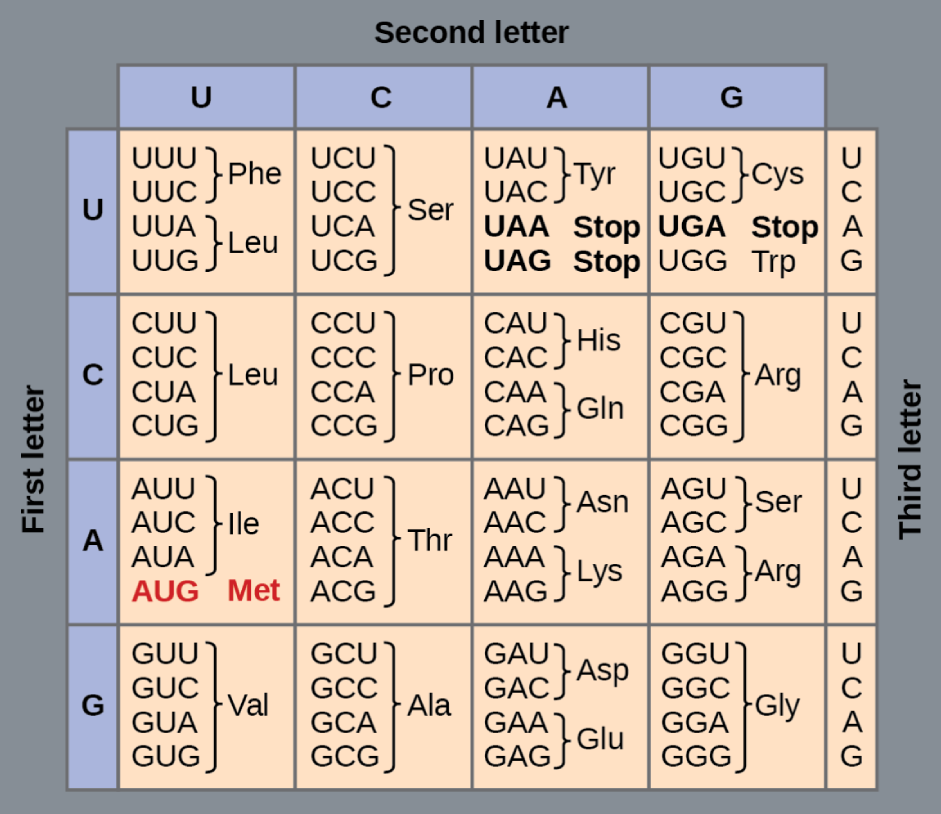 Second letter
U C A G
First letter
Third letter
U
UUU
UUC
UUA
UUG
Phe
Leu
UCU
UCC
UCA
UCG
Ser
UAU
UAC
Tyr
UAA Stop
UAG Stop
UGU
UGC
Cys
UGA Stop
UGG Trp
U
C
A
G
C
CUU
CUC
CUA
CUG
Leu
CCU
CCC
CCA
CCG
Pro
CAU
CAC
CAA
CAG
His
Gln
CGU
CGC
CGA
CGG
Arg
U
C
A
G
A
AUU
AUC
AUA
Ile
AUG Met
ACU
ACC
ACA
ACG
Thr
AAU
AAC
AAA
AAG
Asn
Lys
AGU
AGC
AGA
AGG
Ser
Arg
U
C
A
G
G
GUU
GUC
GUA
GUG
Val
GCU
GCC
GCA
GCG
Ala
GAU
GAC
GAA
GAG
Asp
Glu
GGU
GGC
GGA
GGG
Gly
U
C
A
G